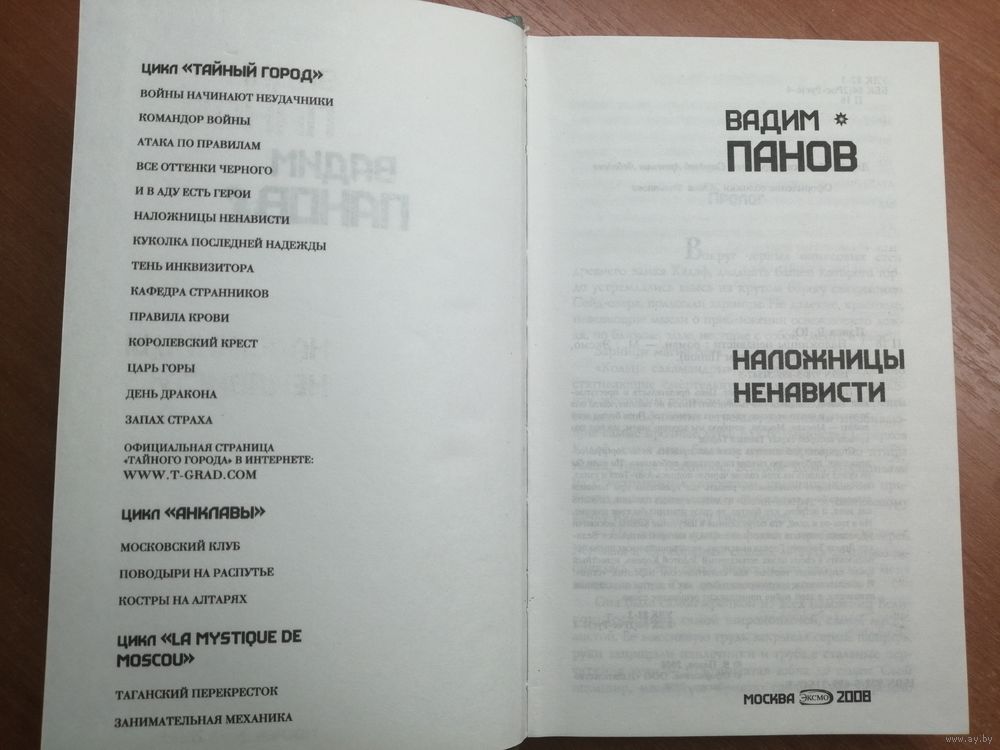 ЦИКЛ «ТАЙНЫЙ ГОРОД»
ВОЙНЫ НАЧИНАЮТ НЕУДАЧНИКИ
КОМАНДОР ВОЙНЫ
АТАКА ПО ПРАВИЛАМ
ВСЕ ОТТЕНКИ ЧЕРНОГО
И В АДУ ЕСТЬ ГЕРОИ
НАЛОЖНИЦЫ НЕНАВИСТИ
КУКОЛКА ПОСЛЕДНЕЙ НАДЕЖДЫ
ТЕНЬ ИНКВИЗИТОРА
КАФЕДРА СТРАННИКОВ
ПРАВИЛА КРОВИ
КОРОЛЕВСКИЙ КРЕСТ
ЦАРЬ ГОРЫ
ДЕНЬ ДРАКОНА
ЗАПАХ СТРАХА
ОФИЦИАЛЬНАЯ СТРАНИЦА
«ТАЙНОГО ГОРОДА» В ИНТЕРНЕТЕ:
WWW.T-GRAD.COM
ЦИКЛ «АНКЛАВЫ»
МОСКОВСКИЙ КЛУБ
ПОВОДЫРИ НА РАСПУТЬЕ
КОСТРЫ НА АЛТАРЯХ
ЦИКЛ «LA MYSTIQUE DE
MOSCOU»
ТАГАНСКИЙ ПЕРЕКРЕСТОК
ЗАНИМАТЕЛЬНАЯ МЕХАНИКА
ВАДИМ
ПАНОВ
НАЛОЖНИЦЫ
НЕНАВИСТИ
МОСКВА ЭКСМО 2008
www.ay.by